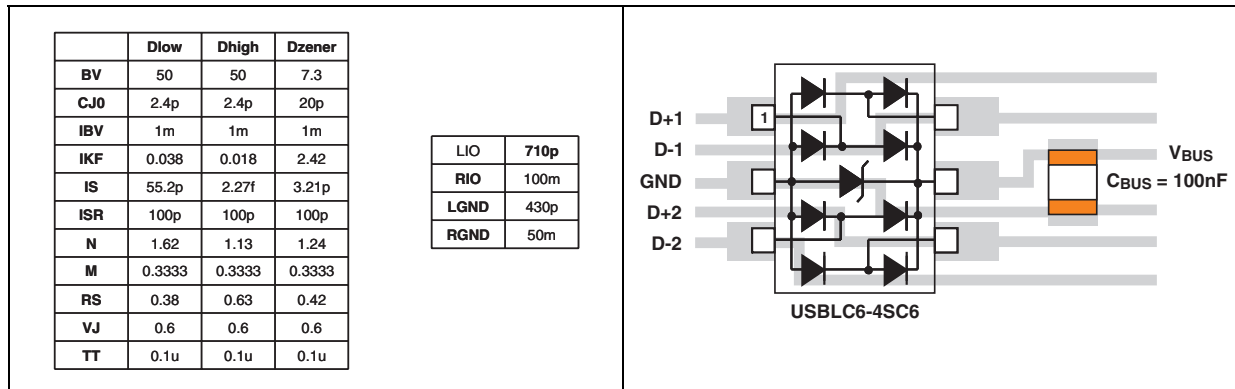 Dlow Dhigh Dzener
BV 50 50 7.3
CJ0 2.4p 2.4p 20p
IBV 1m 1m 1m
IKF 0.038 0.018 2.42
IS 55.2p 2.27f 3.21p
ISR 100p 100p 100p
N 1.62 1.13 1.24
M 0.3333 0.3333 0.3333
RS 0.38 0.63 0.42
VJ 0.6 0.6 0.6
TT 0.1u 0.1u 0.1u
LIO 710p
RIO 100m
LGND 430p
RGND 50m
D+1
1
D-1
GND
D+2
D-2
VBUS
CBUS = 100nF
USBLC6-4SC6